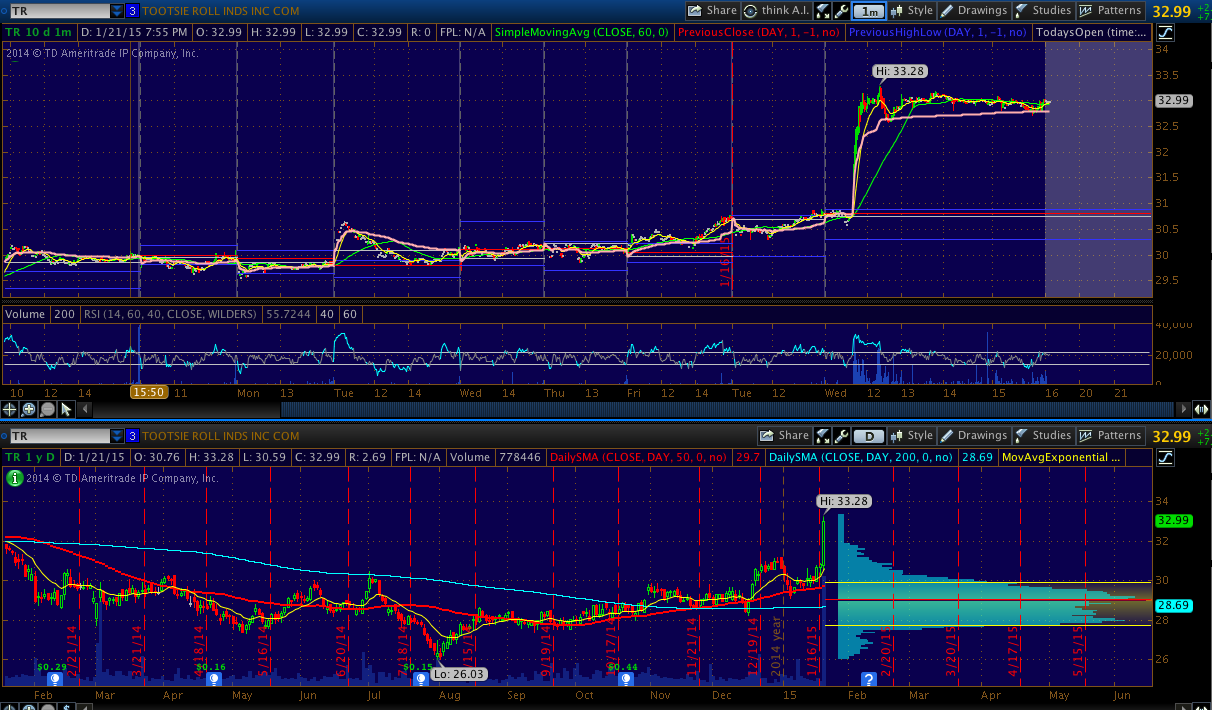 TR 3 TOOTSIE ROLL INDS INC COM Share think A.I. 1m Style Drawings Studies Patterns 32.99
TR 10 d 1m D: 1/21/15 7:55 PM O: 32.99 H: 32.99 L: 32.99 C: 32.99 R: 0 FPL: N/A SimpleMovingAvg (CLOSE, 60, 0) PreviousClose (DAY, 1, -1, no) PreviousHighLow (DAY, 1, -1, no) TodaysOpen (time:...
2014 © TD Ameritrade IP Company, Inc.
34
Hi: 33.28
33.5
32.99
32.5
32
31.5
31
30.5
30
29.5
1/16/15
Volume 200 RSI (14, 60, 40, CLOSE, WILDERS) 55.7244 40 60
40,000
20,000
0
10 12 14 15:50 11 Mon 13 Tue 12 14 Wed 14 Thu 13 Fri 12 14 Tue 12 Wed 12 13 14 15 16 20 21
TR 3 TOOTSIE ROLL INDS INC COM Share D Style Drawings Studies Patterns 32.99
TR 1 y D D: 1/21/15 O: 30.76 H: 33.28 L: 30.59 C: 32.99 R: 2.69 FPL: N/A Volume 778446 DailySMA (CLOSE, DAY, 50, 0, no) 29.7 DailySMA (CLOSE, DAY, 200, 0, no) 28.69 MovAvgExponential ...
2014 © TD Ameritrade IP Company, Inc.
Hi: 33.28
34
32.99
32
30
28.69
28
26
2/21/14 3/21/14 4/18/14 5/16/14 6/20/14 7/18/14 9/19/14 11/21/14 12/19/14 2014 year 1/16/15 2/20/15 3/20/15 4/17/15 5/15/15
$0.29 $0.16 $0.15 $0.44
Lo: 26.03
?
Feb Mar Apr May Jun Jul Aug Sep Oct Nov Dec 15 Feb Mar Apr May Jun